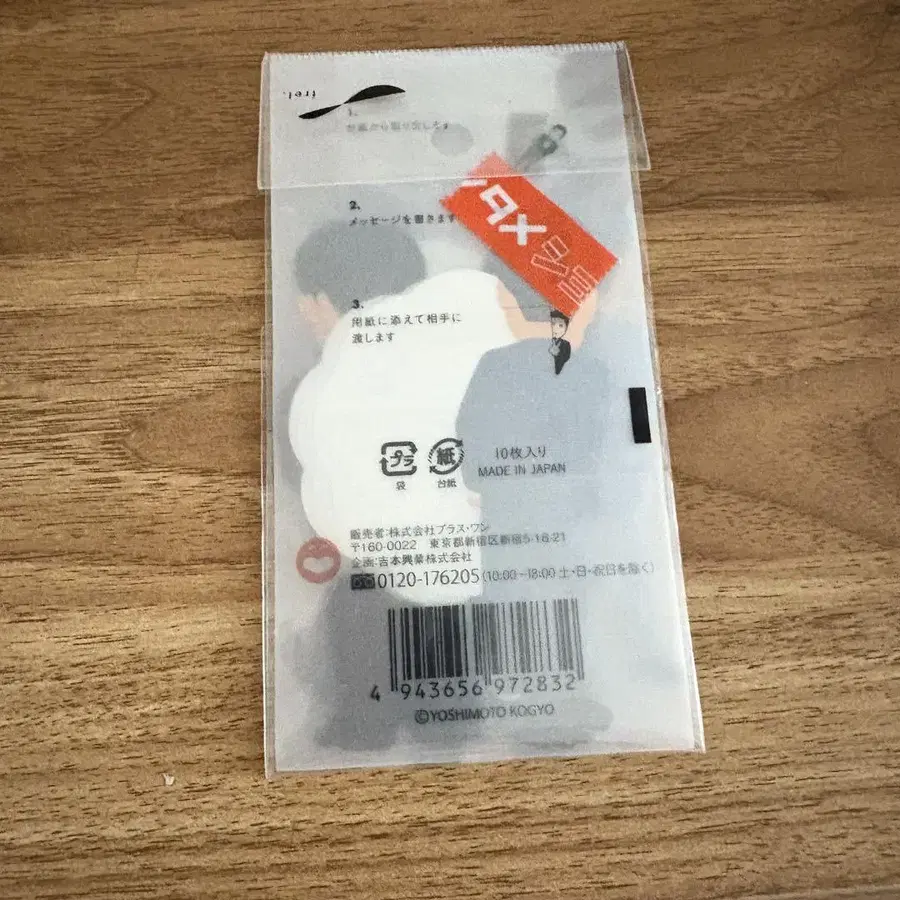 1.
台紙から取り出します
2.
メッセージを書きます
3.
用紙に添えて相手に
渡します
プラ
袋
紙
台紙
10枚入り
MADE IN JAPAN
販売者:株式会社プラス・ワン
〒160-0022 東京都新宿区新宿5-18-21
企画:吉本興業株式会社
0120-176205(10:00~18:00 土・日・祝日を除く)
4 943656 972832
©YOSHIMOTO KOGYO